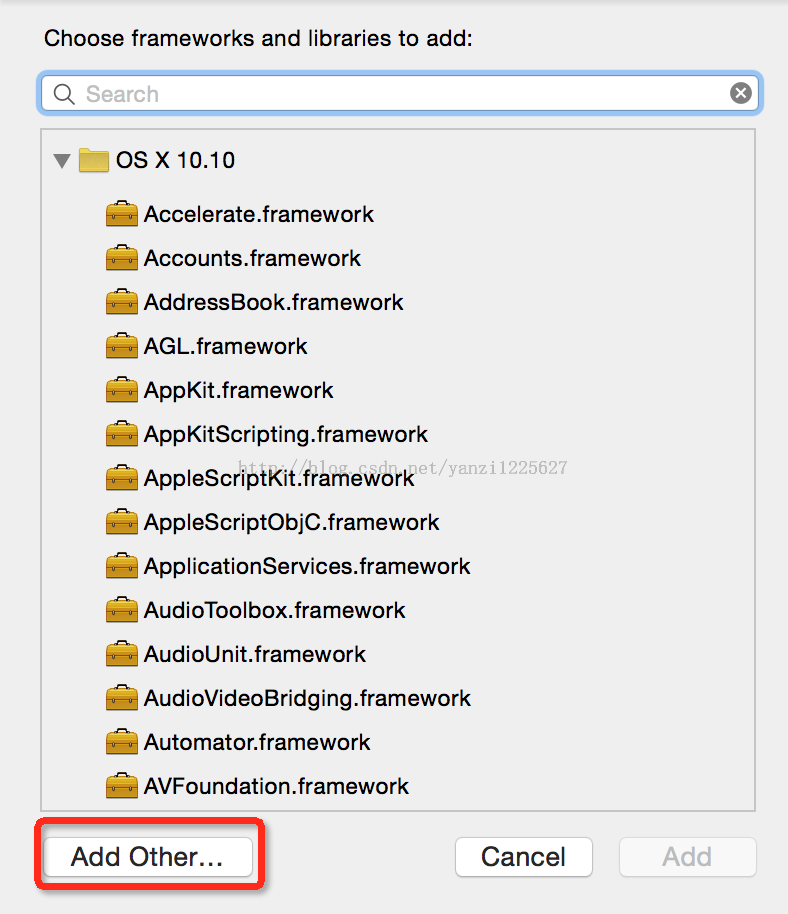 Choose frameworks and libraries to add:
Search
OS X 10.10
Accelerate.framework
Accounts.framework
AddressBook.framework
AGL.framework
AppKit.framework
AppKitScripting.framework
http://blog.csdn.net/yanzi1225627
AppleScriptKit.framework
AppleScriptObjC.framework
ApplicationServices.framework
AudioToolbox.framework
AudioUnit.framework
AudioVideoBridging.framework
Automator.framework
AVFoundation.framework
Add Other... Cancel Add